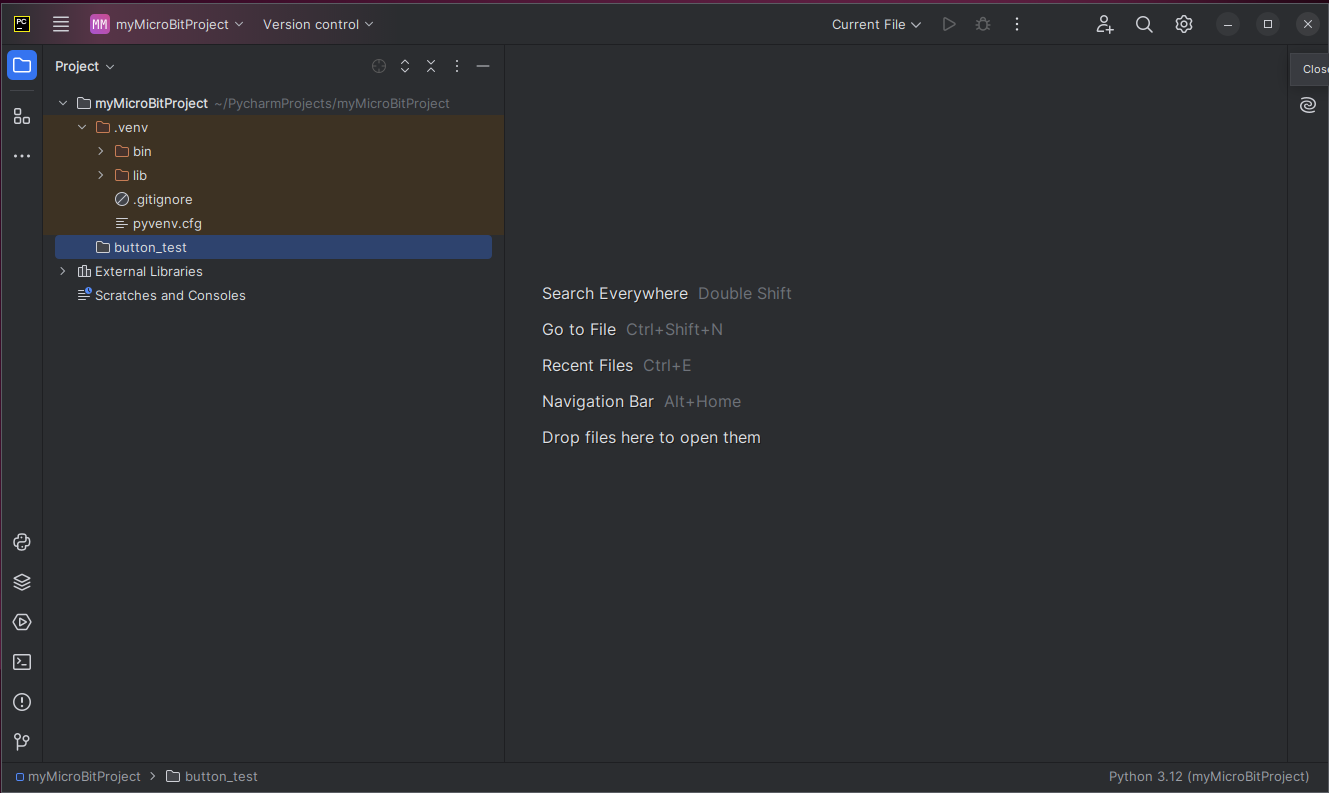 PC MM myMicroBitProject Version control Current File
Project
Close
myMicroBitProject ~/PycharmProjects/myMicroBitProject
.venv
bin
lib
.gitignore
pyvenv.cfg
button_test
External Libraries
Scratches and Consoles
Search Everywhere Double Shift
Go to File Ctrl+Shift+N
Recent Files Ctrl+E
Navigation Bar Alt+Home
Drop files here to open them
myMicroBitProject button_test Python 3.12 (myMicroBitProject)